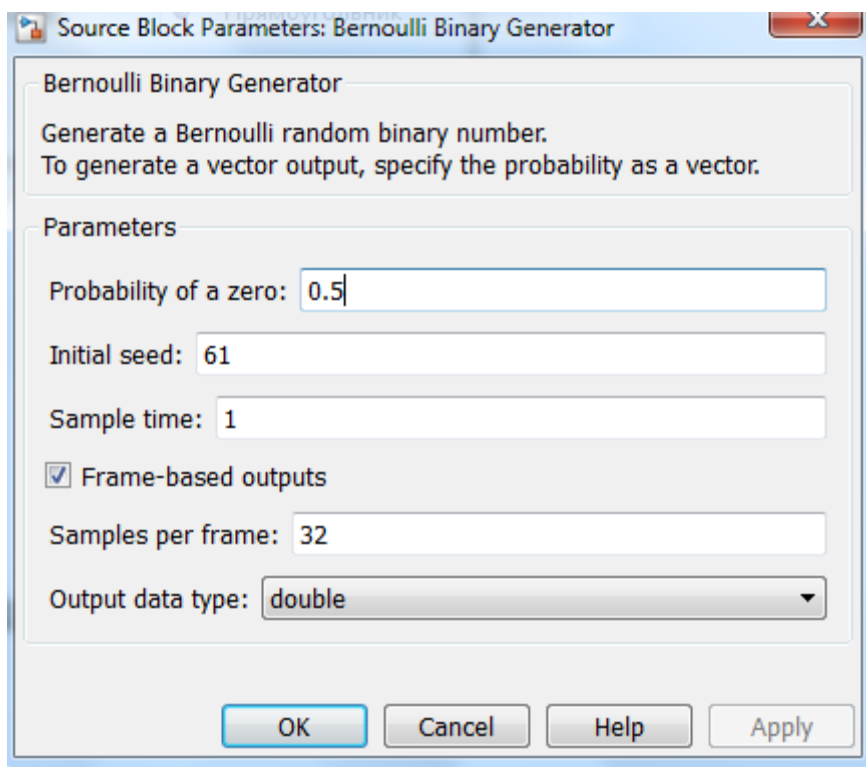 Прямоугольник
Source Block Parameters: Bernoulli Binary Generator
Bernoulli Binary Generator
Generate a Bernoulli random binary number.
To generate a vector output, specify the probability as a vector.
Parameters
Probability of a zero: 0.5
Initial seed: 61
Sample time: 1
Frame-based outputs
Samples per frame: 32
Output data type: double
OK Cancel Help Apply